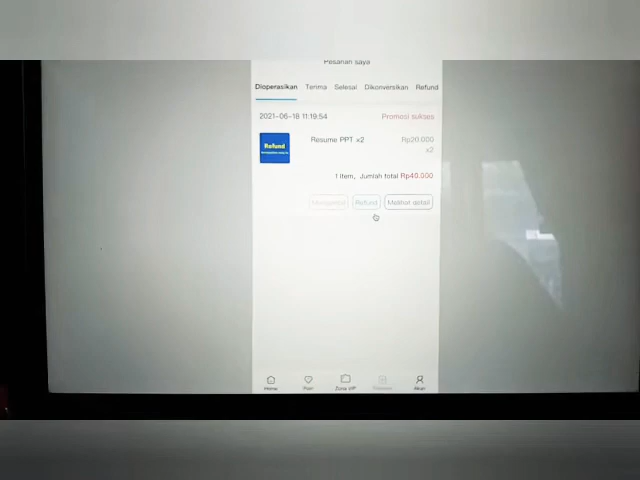 Pesanan saya
Dioperasikan Terima Selesai Dikonversikan Refund
2021-06-18 11:19:54 Promosi sukses
Refund
Resume PPT x2 Rp20.000
x2
1 item, Jumlah total Rp40.000
Refund Melihat detail
Home Poin Zona VIP Akun